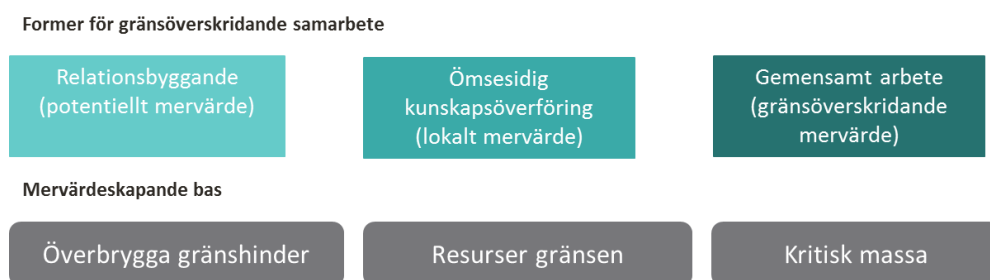 Former för gränsöverskridande samarbete
Relationsbyggande
(potentiellt mervärde)
Ömsesidig
kunskapsöverföring
(lokalt mervärde)
Gemensamt arbete
(gränsöverskridande
mervärde)
Mervärdeskapande bas
Överbrygga gränshinder
Resurser gränsen
Kritisk massa